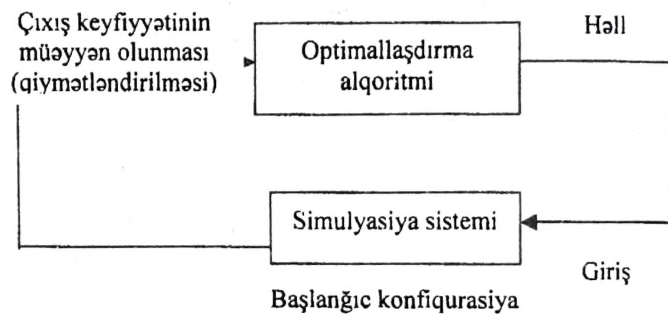 Çıxış keyfiyyətinin
müəyyən olunması
(qiymətləndirilməsi)
Optimallaşdırma
alqoritmi
Həll
Simulyasiya sistemi
Giriş
Başlanğıc konfiqurasiya